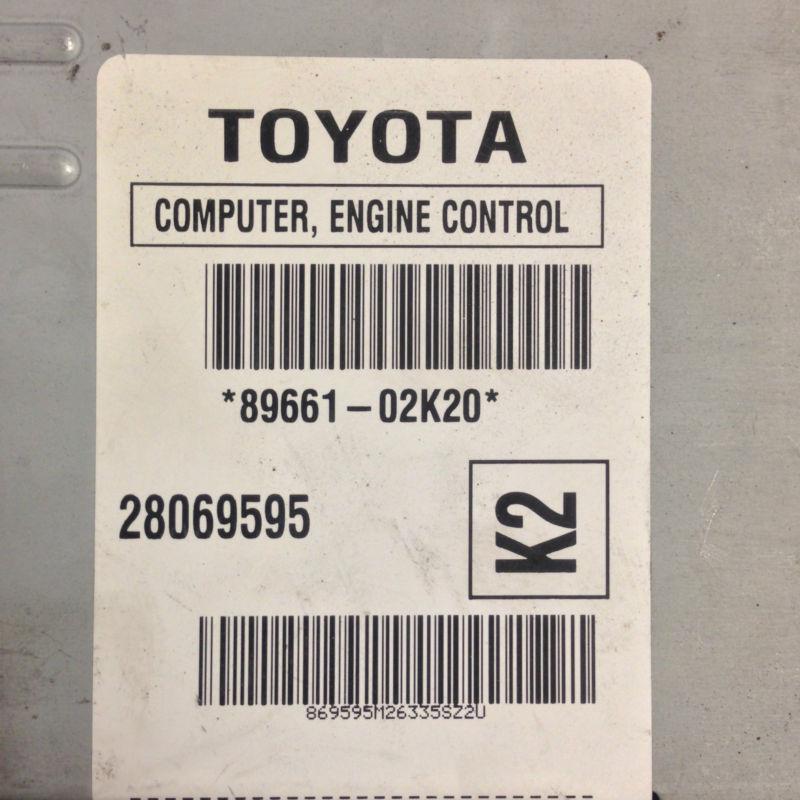 TOYOTA
COMPUTER, ENGINE CONTROL
*89661-02K20*
28069595
K2
869595M26335SZ2U